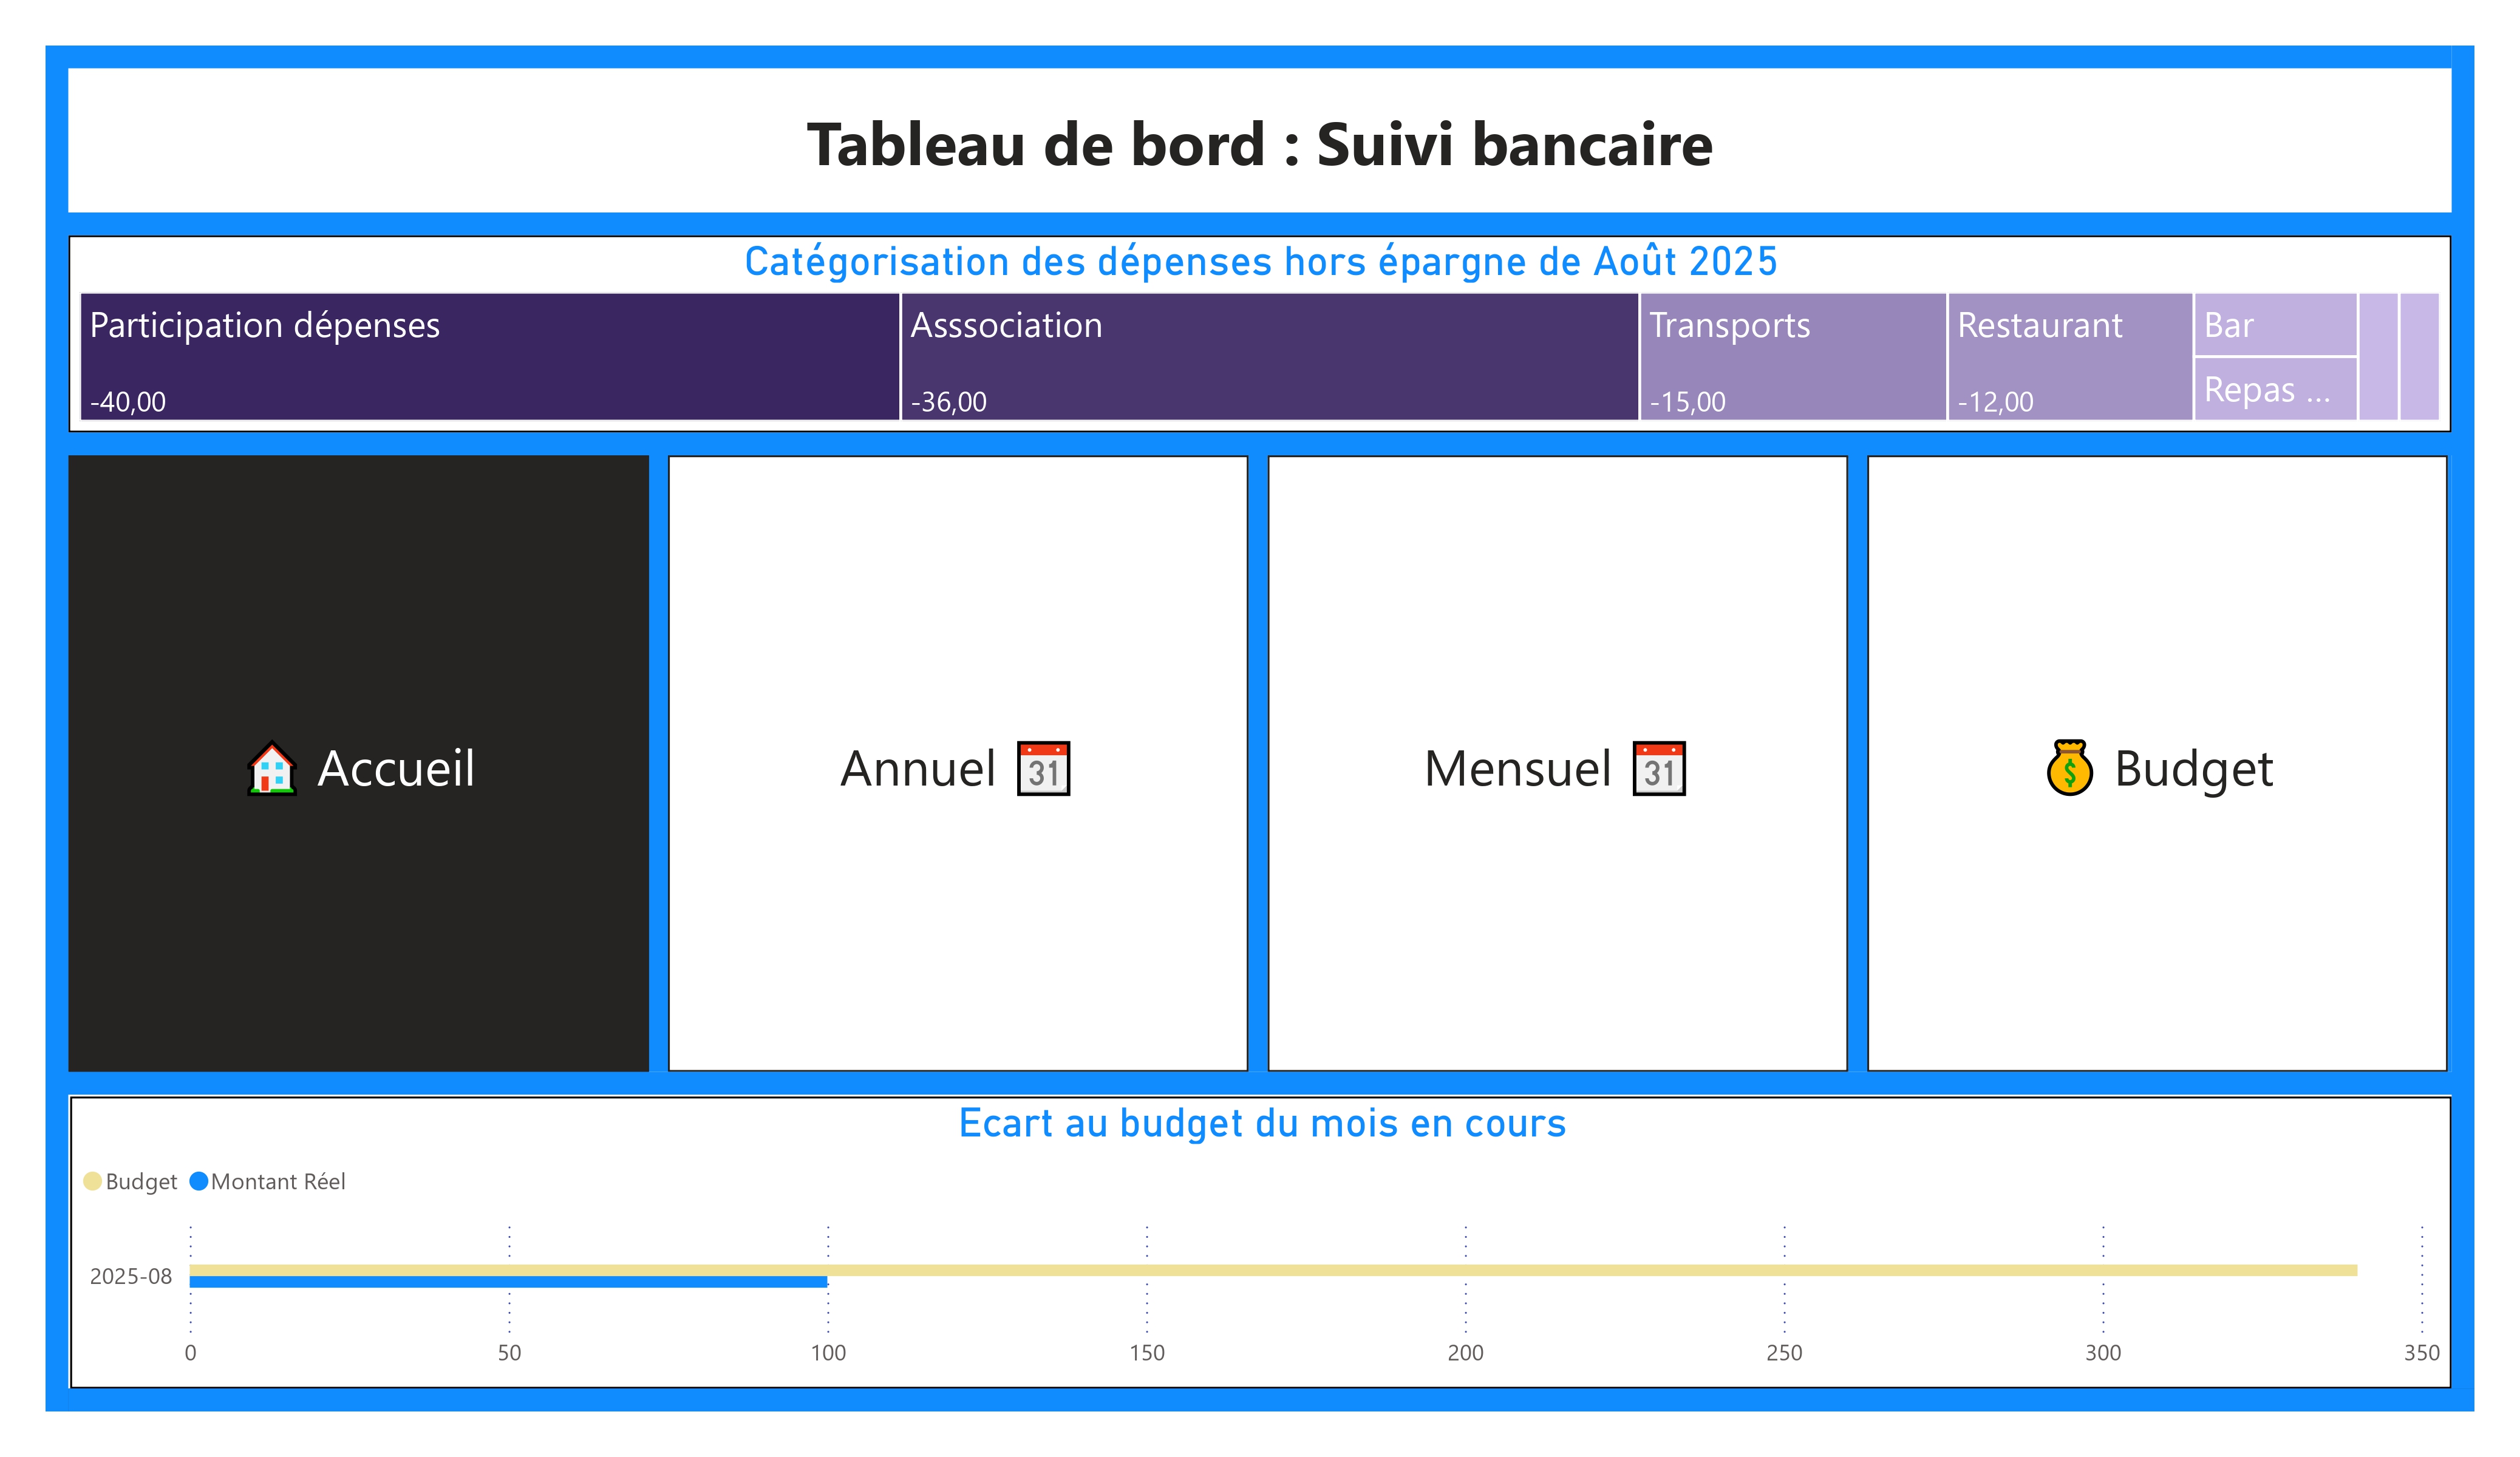 Tableau de bord : Suivi bancaire
Catégorisation des dépenses hors épargne de Août 2025
Participation dépenses
-40,00
Asssociation
-36,00
Transports
-15,00
Restaurant
-12,00
Bar
Repas ...
🏠 Accueil
Annuel 📅
31
Mensuel 📅
31
💰 Budget
Ecart au budget du mois en cours
Budget
Montant Réel
2025-08
0 50 100 150 200 250 300 350